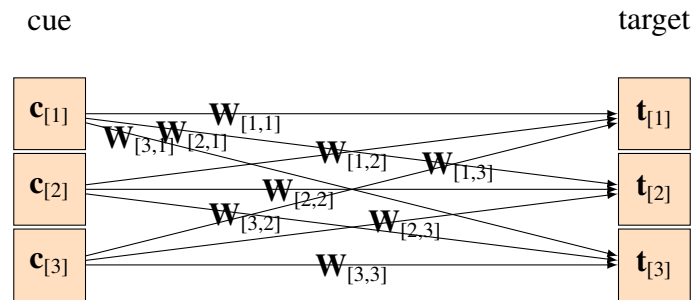 cue target
c[1] W[1,1] t[1]
W[3,1] W[2,1]
W[1,2] W[1,3]
c[2] W[2,2] t[2]
W[3,2] W[2,3]
c[3] W[3,3] t[3]